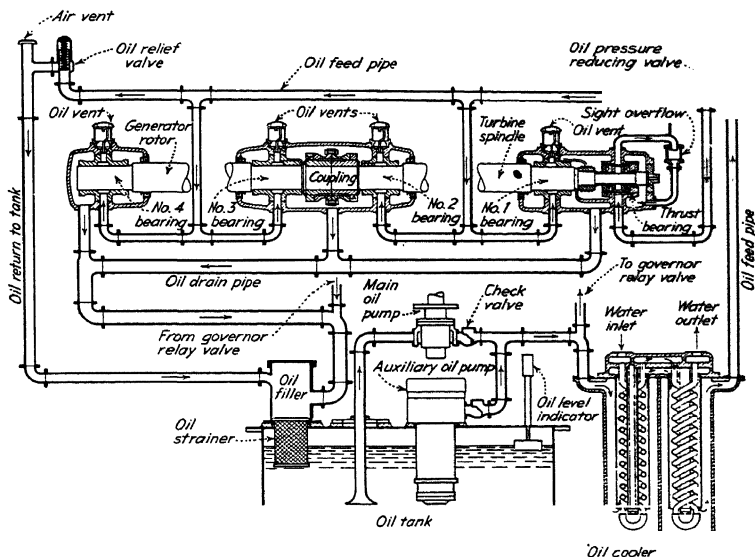 Air vent
Oil relief
valve
Oil feed pipe
Oil pressure
reducing valve
Oil vent
Generator
rotor
Oil vents
Turbine
spindle
Oil vent
Sight overflow
Coupling
No. 4
bearing
No. 3
bearing
No. 2
bearing
No. 1
bearing
Thrust
bearing
Oil return to tank
Oil feed pipe
Oil drain pipe
From governor
relay valve
Main
oil
pump
Check
valve
To governor
relay valve
Water
inlet
Water
outlet
Oil
filler
Auxiliary oil pump
Oil level
indicator
Oil
strainer
Oil tank
Oil cooler